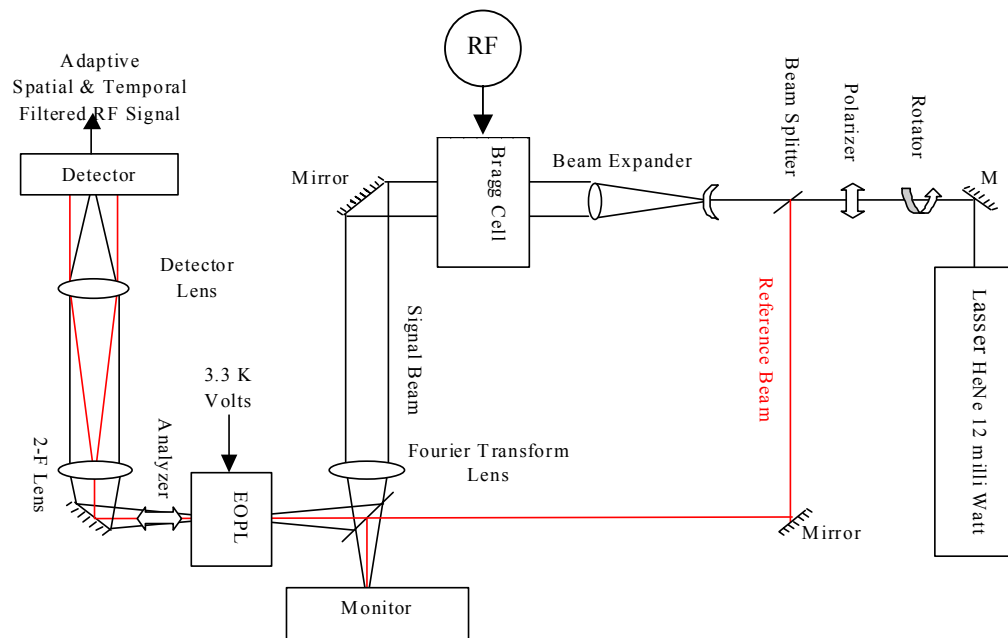 RF
Adaptive
Spatial & Temporal
Filtered RF Signal
Detector
Mirror
Bragg Cell
Beam Expander
Beam Splitter
Polarizer
Rotator
M
Detector
Lens
Signal Beam
Reference Beam
Lasser HeNe 12 milli Watt
3.3 K
Volts
2-F Lens
Analyzer
EOPL
Fourier Transform
Lens
Mirror
Monitor